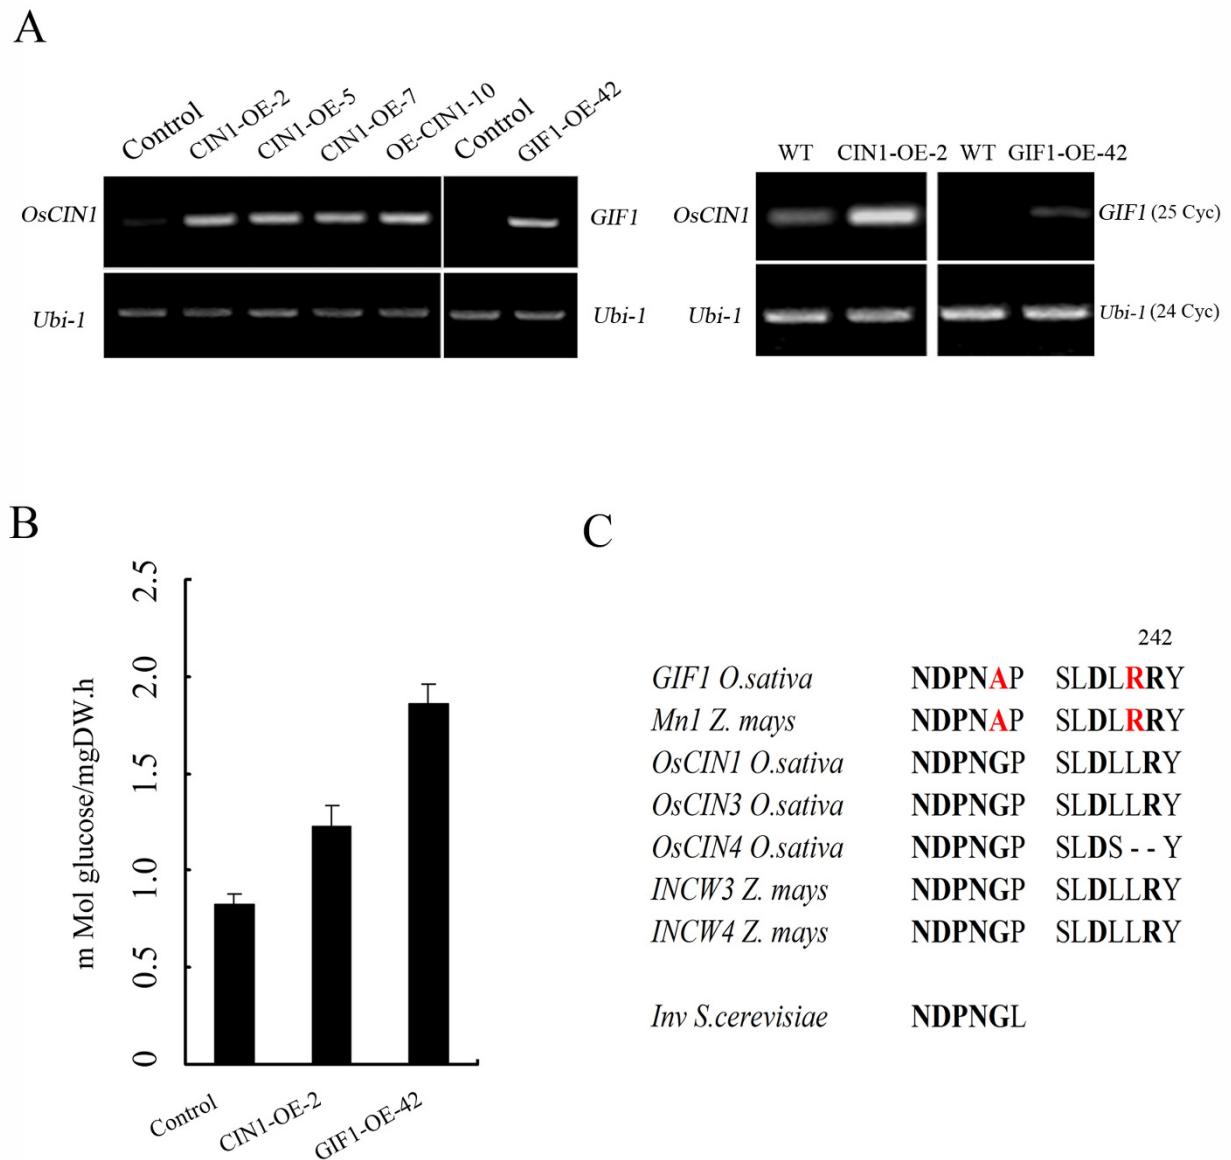 A
Control CIN1-OE-2 CIN1-OE-5 CIN1-OE-7 OE-CIN1-10 Control GIF1-OE-42
OsCIN1 GIF1
Ubi-1 Ubi-1
WT CIN1-OE-2 WT GIF1-OE-42
OsCIN1 GIF1 (25 Cyc)
Ubi-1 Ubi-1 (24 Cyc)
B
m Mol glucose/mgDW.h
2.5
2.0
1.5
1.0
0.5
0
Control CIN1-OE-2 GIF1-OE-42
C
242
GIF1 O.sativa NDPNAP SLDLRRY
Mn1 Z. mays NDPNAP SLDLRRY
OsCIN1 O.sativa NDPNGP SLDLLRY
OsCIN3 O.sativa NDPNGP SLDLLRY
OsCIN4 O.sativa NDPNGP SLDS - - Y
INCW3 Z. mays NDPNGP SLDLLRY
INCW4 Z. mays NDPNGP SLDLLRY
Inv S.cerevisiae NDPNGL